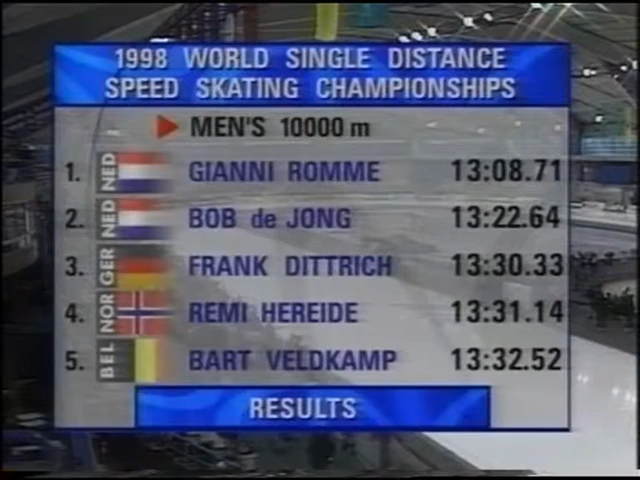 1998 WORLD SINGLE DISTANCE
SPEED SKATING CHAMPIONSHIPS
MEN'S 10000 m
1. NED GIANNI ROMME 13:08.71
2. NED BOB de JONG 13:22.64
3. GER FRANK DITTRICH 13:30.33
4. NOR REMI HEREIDE 13:31.14
5. BEL BART VELDKAMP 13:32.52
RESULTS